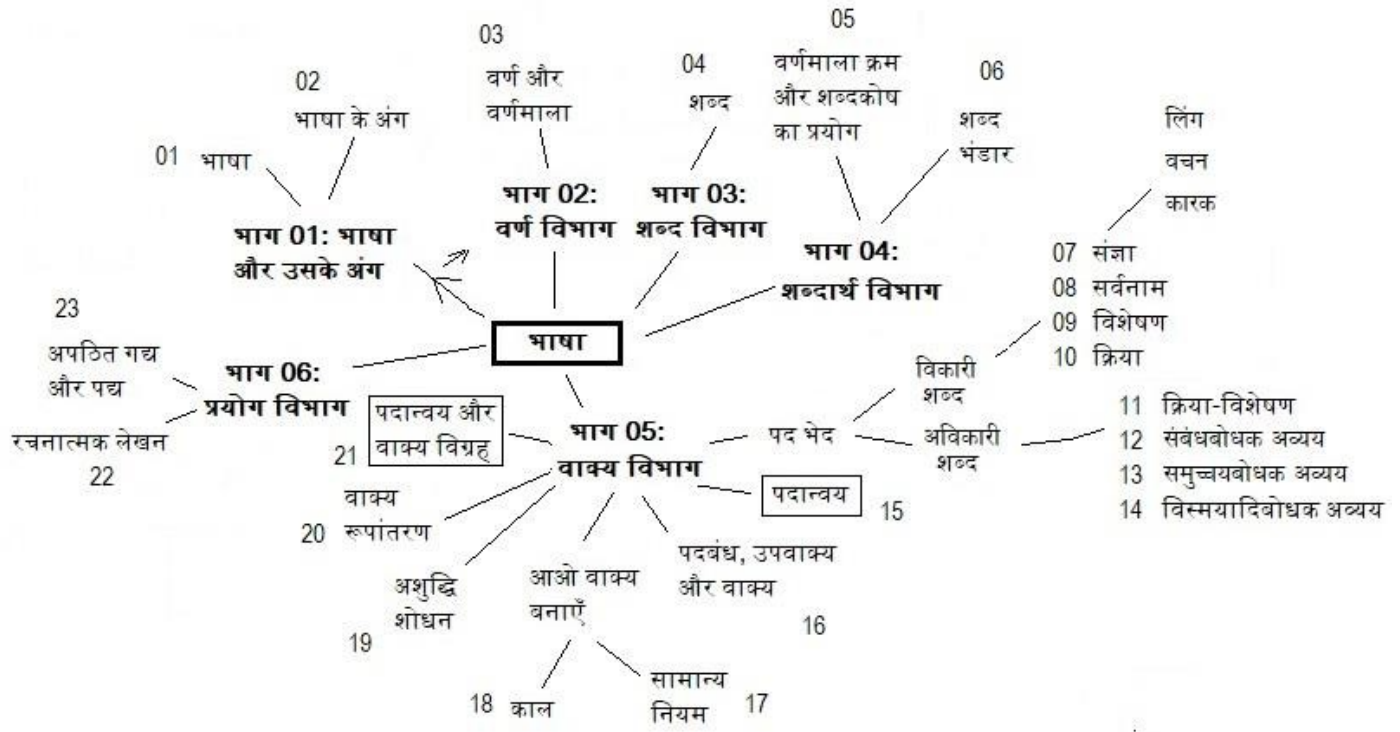 01 भाषा
02
भाषा के अंग
भाग 01: भाषा
और उसके अंग
03
वर्ण और
वर्णमाला
भाग 02:
वर्ण विभाग
04
शब्द
भाग 03:
शब्द विभाग
05
वर्णमाला क्रम
और शब्दकोष
का प्रयोग
06
शब्द
भंडार
भाग 04:
शब्दार्थ विभाग
लिंग
वचन
कारक
07 संज्ञा
08 सर्वनाम
09 विशेषण
10 क्रिया
विकारी
शब्द
11 क्रिया-विशेषण
12 संबंधबोधक अव्यय
13 समुच्चयबोधक अव्यय
14 विस्मयादिबोधक अव्यय
अविकारी
शब्द
पद भेद
भाषा
भाग 05:
वाक्य विभाग
पदान्वय
15
पदबंध, उपवाक्य
और वाक्य
16
आओ वाक्य
बनाएँ
सामान्य
नियम
17
18 काल
अशुद्धि
शोधन
19
वाक्य
20 रूपांतरण
पदान्वय और
वाक्य विग्रह
21
भाग 06:
प्रयोग विभाग
रचनात्मक लेखन
22
23
अपठित गद्य
और पद्य